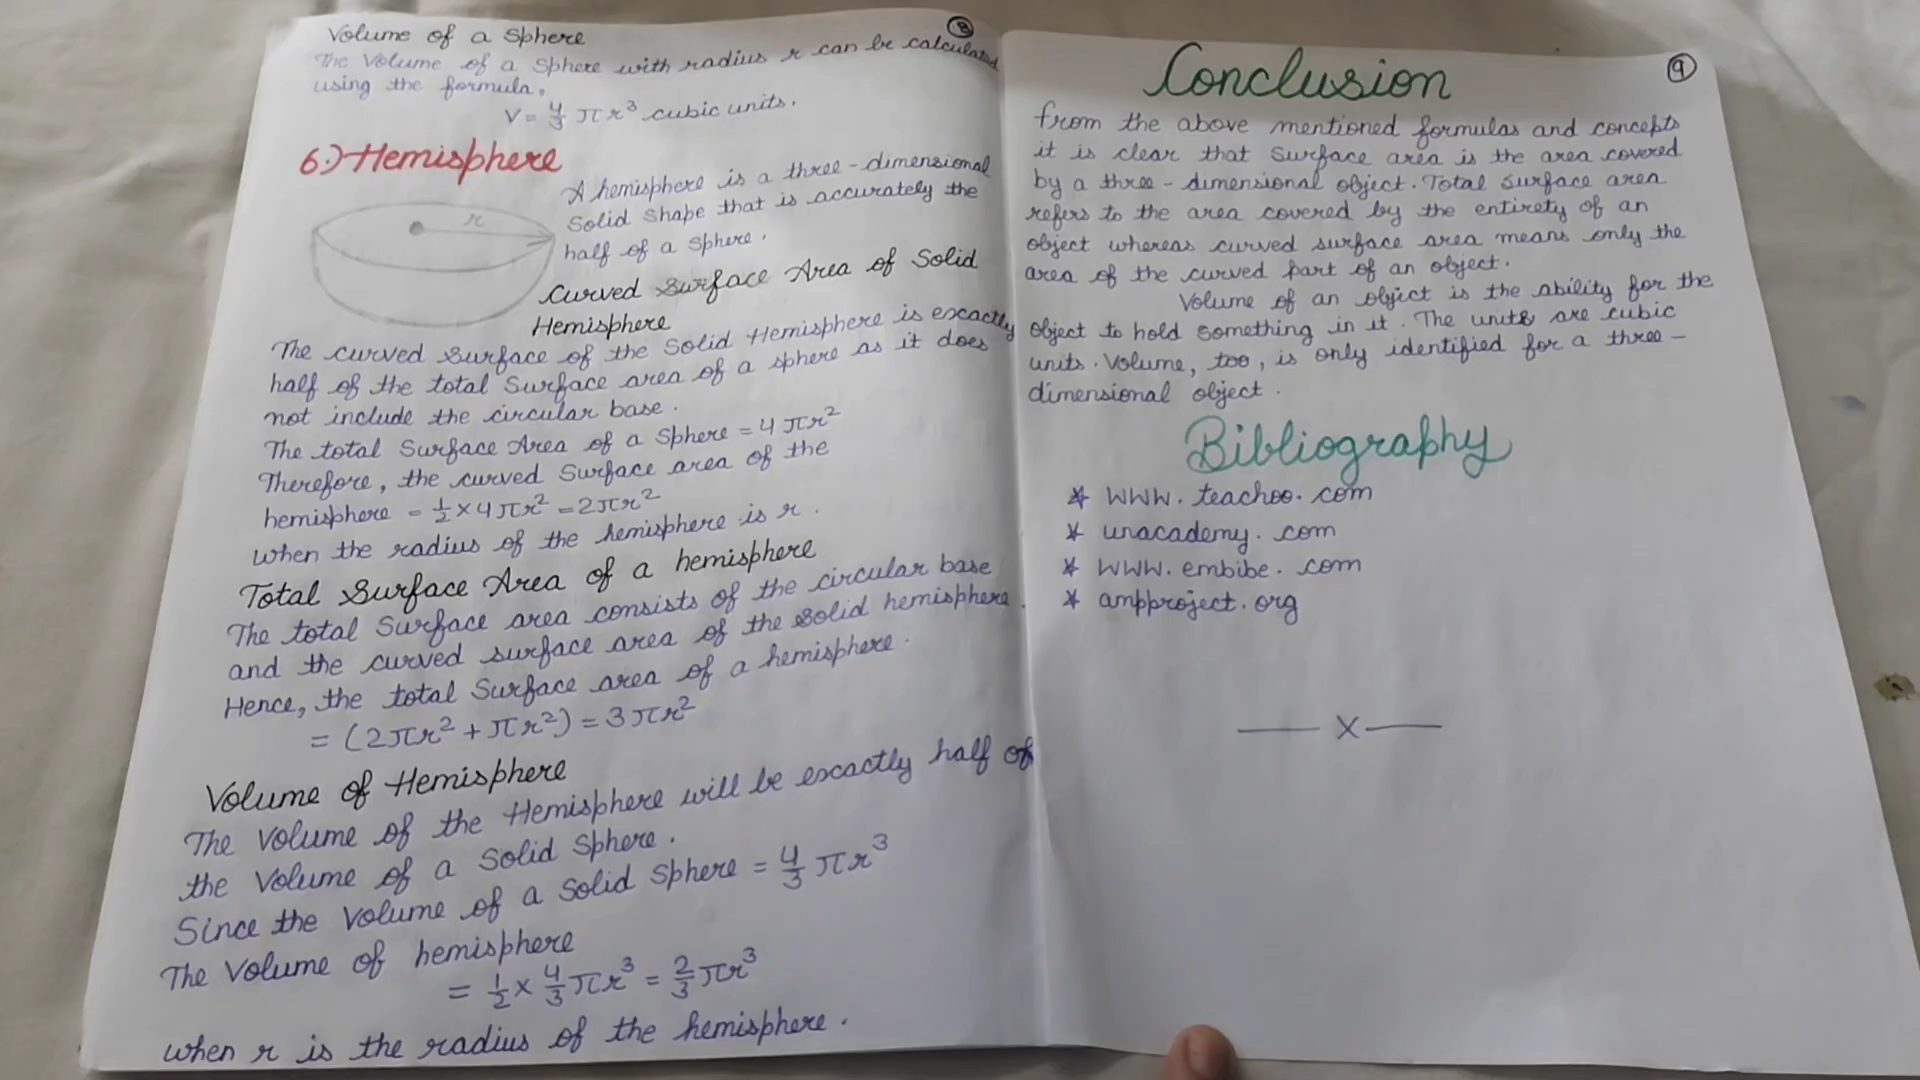 8
Volume of a Sphere
The Volume of a Sphere with radius r can be calculated
using the formula,
V = 4/3 πr³ cubic units.
6.) Hemisphere
r
A hemisphere is a three-dimensional
Solid Shape that is accurately the
half of a Sphere.
Curved Surface Area of Solid
Hemisphere
The curved Surface of the Solid Hemisphere is excactly
half of the total Surface area of a sphere as it does
not include the circular base.
The total Surface Area of a Sphere = 4πr²
Therefore, the curved Surface area of the
hemisphere = 1/2 × 4πr² = 2πr²
when the radius of the hemisphere is r.
Total Surface Area of a hemisphere
The total Surface area consists of the circular base
and the curved surface area of the solid hemisphere.
Hence, the total Surface area of a hemisphere.
= (2πr² + πr²) = 3πr²
Volume of Hemisphere
The Volume of the Hemisphere will be excactly half of
the Volume of a Solid Sphere.
Since the Volume of a Solid Sphere = 4/3 πr³
The Volume of hemisphere
= 1/2 × 4/3 πr³ = 2/3 πr³
when r is the radius of the hemisphere.
9
Conclusion
from the above mentioned formulas and concepts
it is clear that Surface area is the area covered
by a three-dimensional object. Total Surface area
refers to the area covered by the entirety of an
object whereas curved surface area means only the
area of the curved part of an object.
Volume of an object is the ability for the
object to hold something in it. The units are cubic
units. Volume, too, is only identified for a three-
dimensional object.
Bibliography
* WWW.teachoo.com
* unacademy.com
* WWW.embibe.com
* ampproject.org
— X —